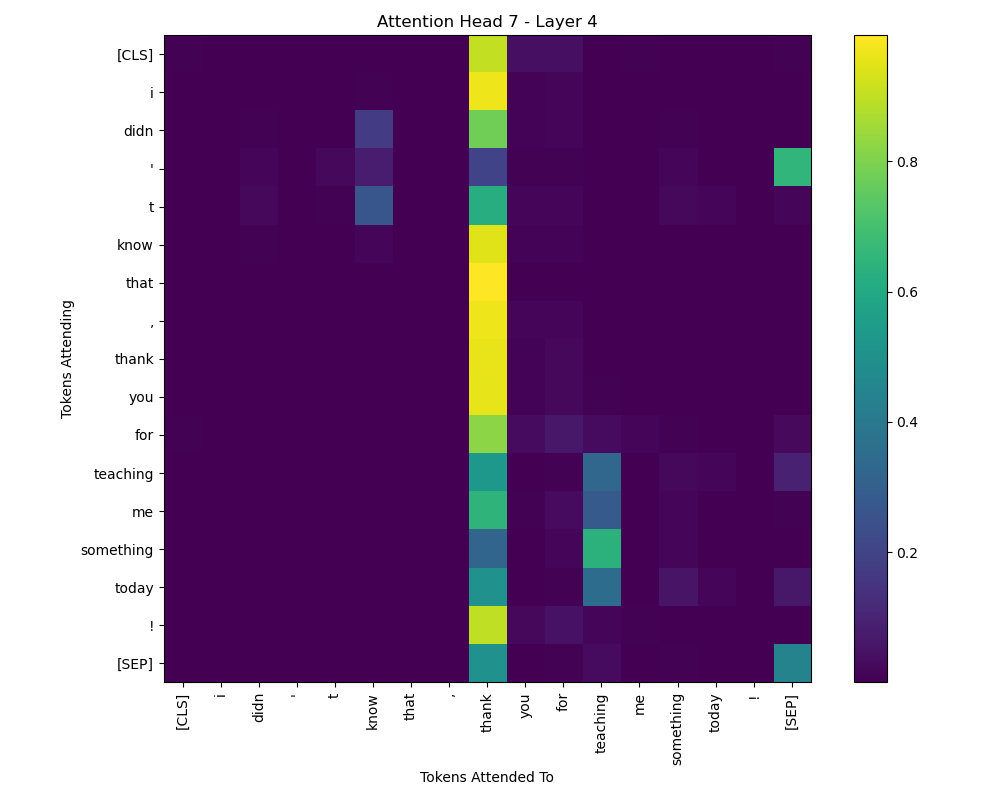 Attention Head 7 - Layer 4
[CLS]
i
didn
'
t
know
that
,
thank
you
for
teaching
me
something
today
!
[SEP]
Tokens Attending
[CLS]
i
didn
'
t
know
that
,
thank
you
for
teaching
me
something
today
!
[SEP]
Tokens Attended To
0.8
0.6
0.4
0.2